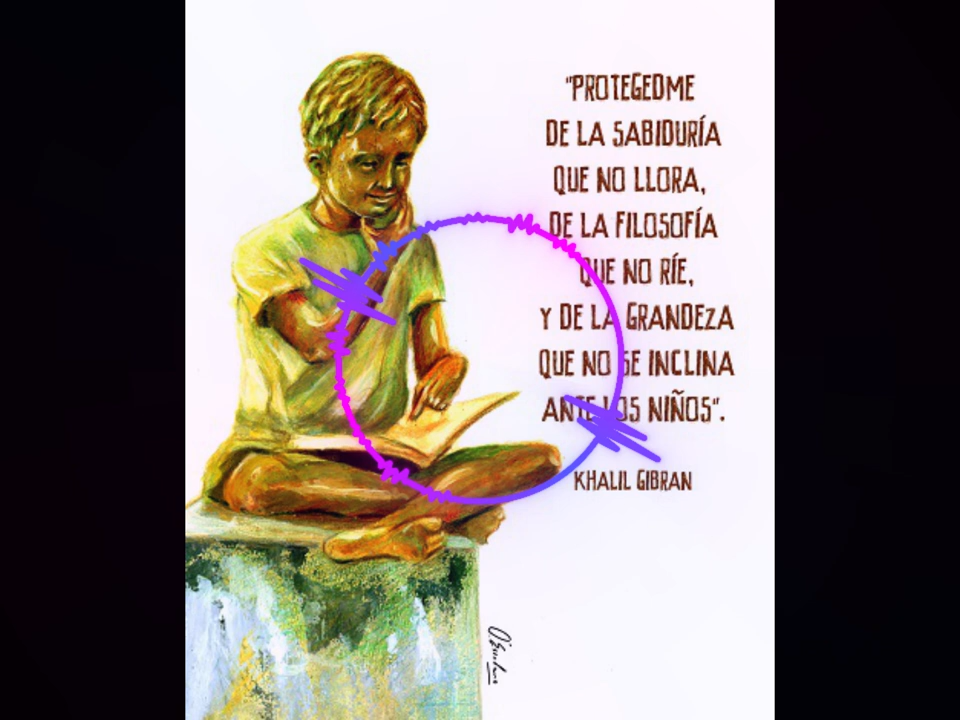 "PROTEGEDME
DE LA SABIDURÍA
QUE NO LLORA,
DE LA FILOSOFÍA
QUE NO RÍE,
Y DE LA GRANDEZA
QUE NO SE INCLINA
ANTE LOS NIÑOS".
KHALIL GIBRAN